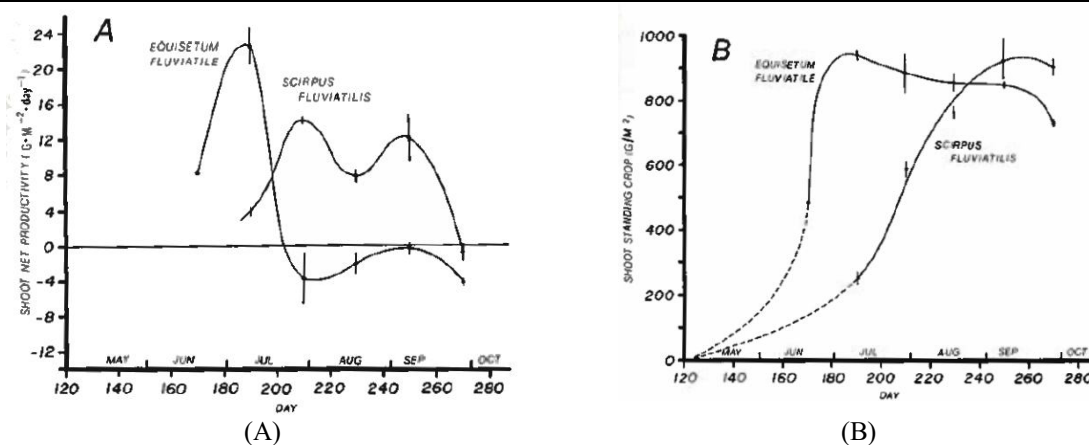 A
EQUISETUM
FLUVIATILE
SCIRPUS
FLUVIATILIS
SHOOT NET PRODUCTIVITY (G·M⁻²·day⁻¹)
24
20
16
12
8
4
0
-4
-8
-12
MAY JUN JUL AUG SEP OCT
120 140 160 180 200 220 240 260 280
DAY
(A)
B
EQUISETUM
FLUVIATILE
SCIRPUS
FLUVIATILIS
SHOOT STANDING CROP (G/M²)
1000
800
600
400
200
0
MAY JUN JUL AUG SEP OCT
120 140 160 180 200 220 240 260 280
DAY
(B)